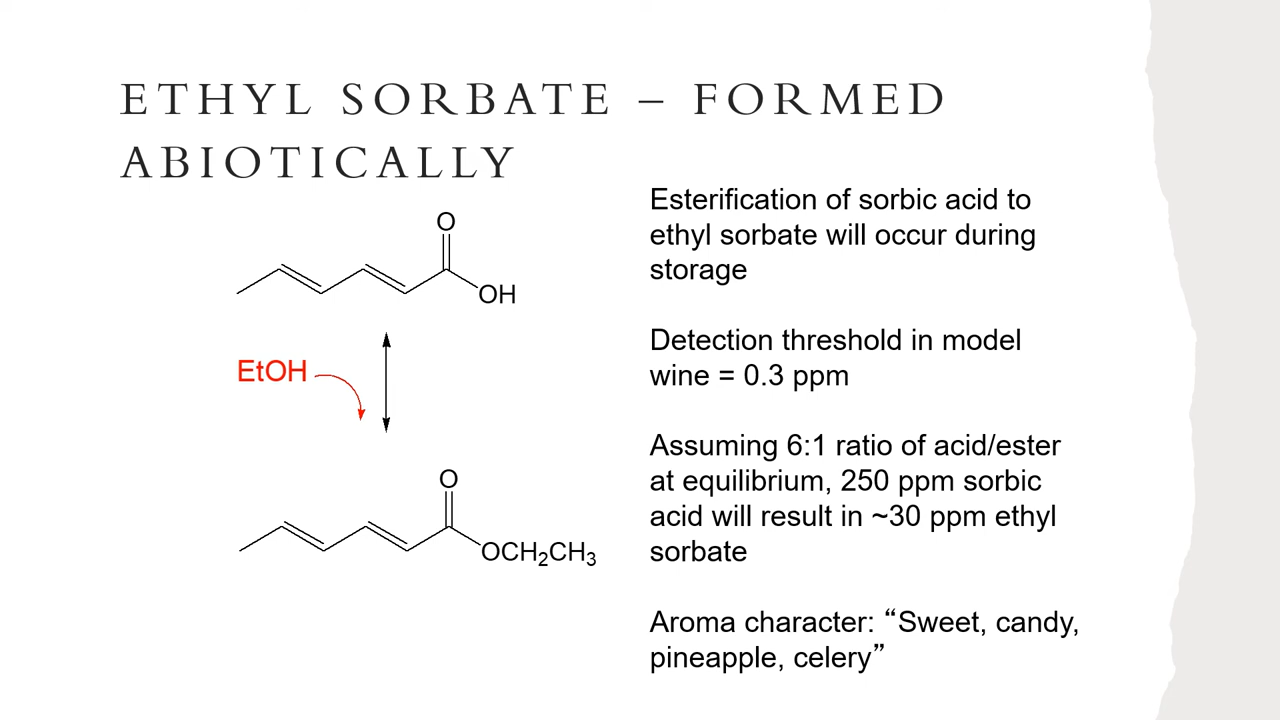 ETHYL SORBATE – FORMED
ABIOTICALLY
Esterification of sorbic acid to
ethyl sorbate will occur during
storage
O
OH
Detection threshold in model
wine = 0.3 ppm
EtOH
Assuming 6:1 ratio of acid/ester
at equilibrium, 250 ppm sorbic
acid will result in ~30 ppm ethyl
sorbate
O
OCH₂CH₃
Aroma character: “Sweet, candy,
pineapple, celery”